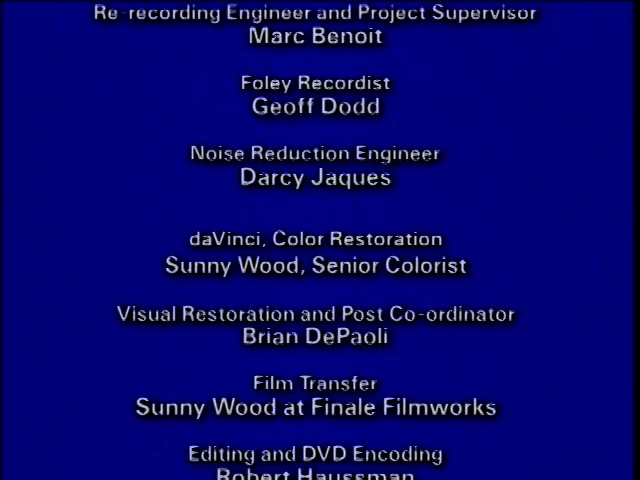 Re-recording Engineer and Project Supervisor
Marc Benoit
Foley Recordist
Geoff Dodd
Noise Reduction Engineer
Darcy Jaques
daVinci, Color Restoration
Sunny Wood, Senior Colorist
Visual Restoration and Post Co-ordinator
Brian DePaoli
Film Transfer
Sunny Wood at Finale Filmworks
Editing and DVD Encoding
Robert Haussman